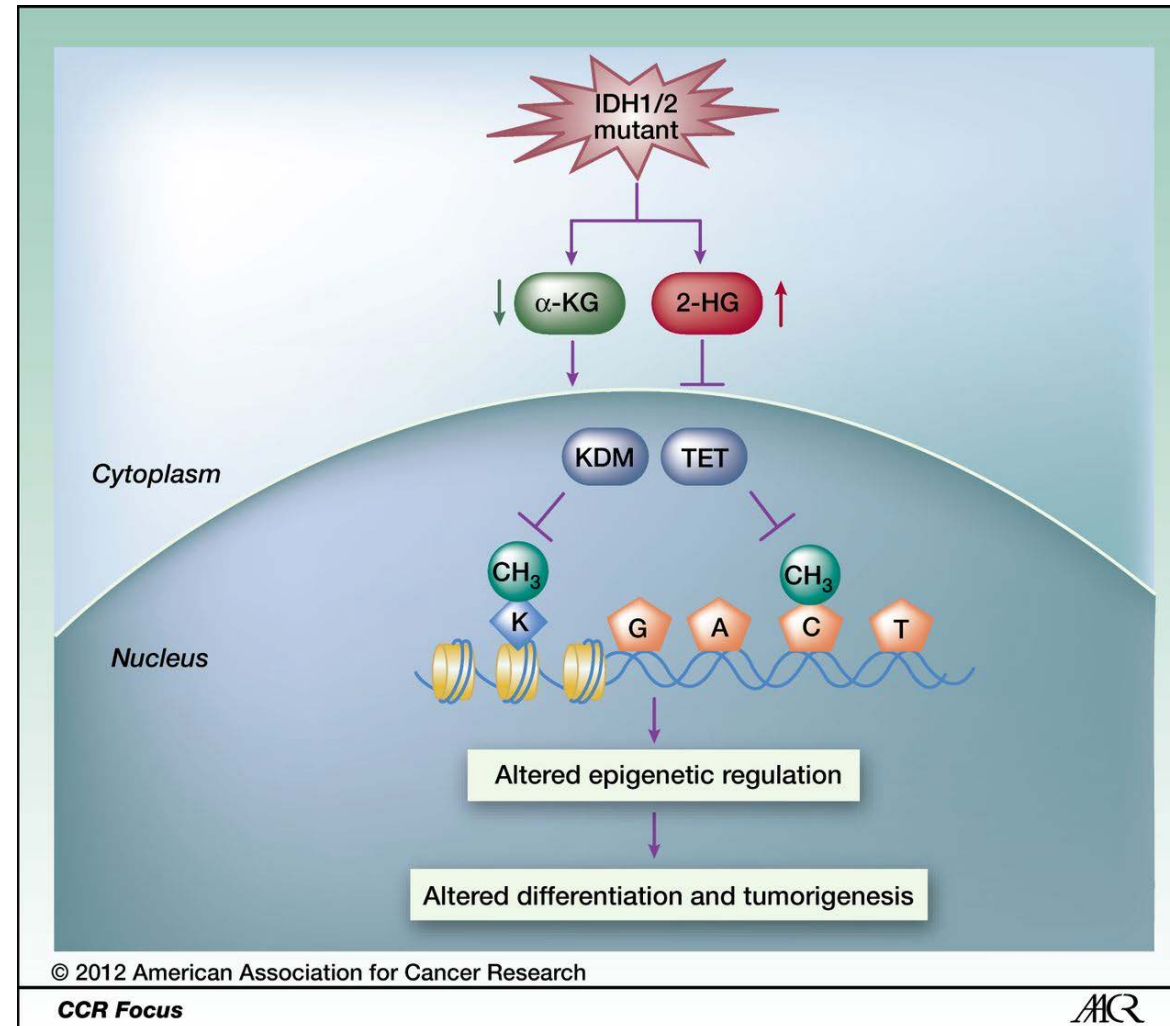 IDH1/2
mutant
α-KG
2-HG
KDM
TET
Cytoplasm
CH₃
CH₃
K
G
A
C
T
Nucleus
Altered epigenetic regulation
Altered differentiation and tumorigenesis
© 2012 American Association for Cancer Research
CCR Focus
AACR